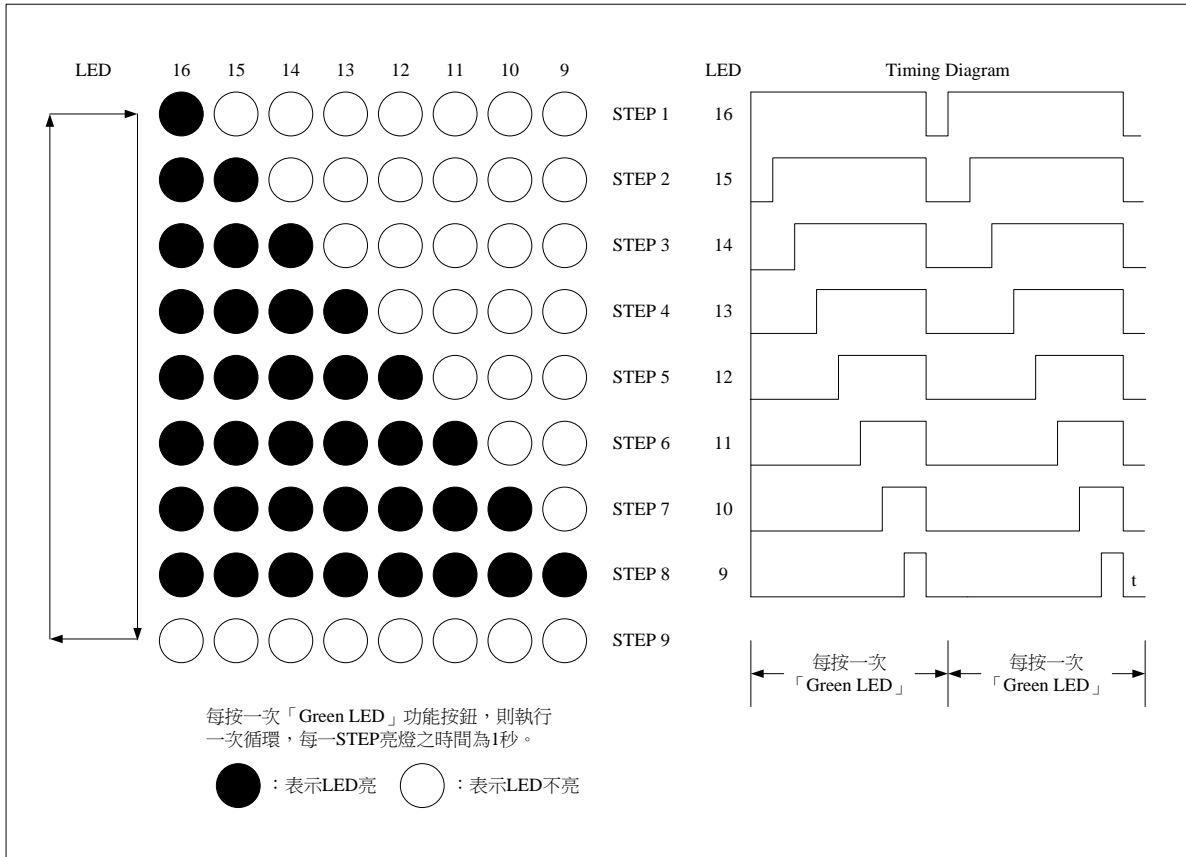 LED 16 15 14 13 12 11 10 9
STEP 1
STEP 2
STEP 3
STEP 4
STEP 5
STEP 6
STEP 7
STEP 8
STEP 9
每按一次「Green LED」功能按鈕，則執行
一次循環，每一STEP亮燈之時間為1秒。
：表示LED亮
：表示LED不亮
LED Timing Diagram
16
15
14
13
12
11
10
9
t
每按一次
「Green LED」
每按一次
「Green LED」